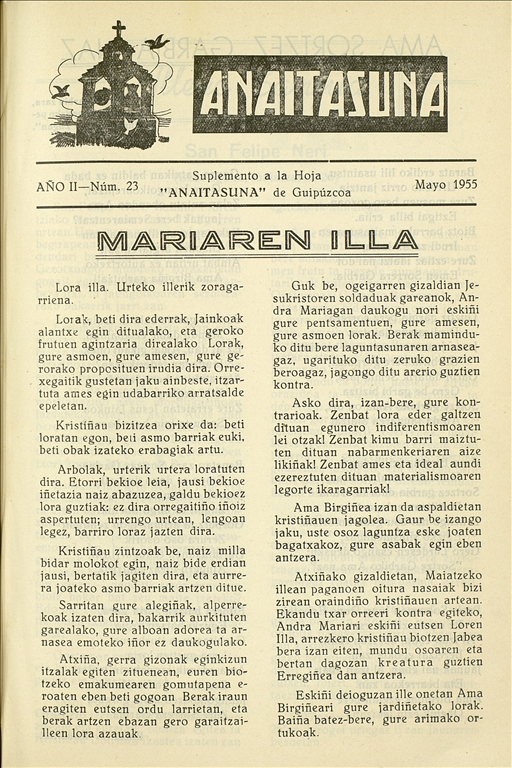 ANAITASUNA
AÑO II—Núm. 23
Suplemento a la Hoja
"ANAITASUNA" de Guipúzcoa
Mayo 1955
MARIAREN ILLA
Lora illa. Urteko illerik zoraga-
rriena.
Lorak, beti dira ederrak, Jainkoak
alantxe egin ditualako, eta geroko
frutuen agintzaria direalako Lorak,
gure asmoen, gure amesen, gure ge-
rorako proposituen irudia dira. Orre-
xegaitik gustetan jaku ainbeste, itzar-
tuta ames egin udabarriko arratsalde
epeletan.
Kristiñau bizitzea orixe da: beti
loratan egon, beti asmo barriak euki,
beti obak izateko erabagiak artu.
Arbolak, urterik urtera loratuten
dira. Etorri bekioe leia, jausi bekioe
iñetazia naiz abazuzea, galdu bekioez
lora guztiak: ez dira orregaitiño iñoiz
aspertuten; urrengo urtean, lengoan
legez, barriro loraz jazten dira.
Kristiñau zintzoak be, naiz milla
bidar molokot egin, naiz bide erdian
jausi, bertatik jagiten dira, eta aurre-
ra joateko asmo barriak artzen ditue.
Sarritan gure alegiñak, alperre-
koak izaten dira, bakarrik aurkituten
garealako, gure alboan adorea ta ar-
nasea emoteko iñor ez daukogulako.
Atxiña, gerra gizonak eginkizun
itzalak egiten zituenean, euren bio-
tzeko emakumearen gomutapena e-
roaten eben beti gogoan Berak iraun
eragiten eutsen ordu larrietan, eta
berak artzen ebazan gero garaitzai-
lleen lora azauak.
Guk be, ogeigarren gizaldian Je-
sukristoren soldaduak gareanok, An-
dra Mariagan daukogu nori eskiñi
gure pentsamentuen, gure amesen,
gure asmoen lorak. Berak mamindu-
ko ditu bere laguntasunaren arnasea-
gaz, ugarituko ditu zeruko grazien
beroagaz, jagongo ditu arerio guztien
kontra.
Asko dira, izan-bere, gure kon-
trarioak. Zenbat lora eder galtzen
dituan egunero indiferentismoaren
lei otzak! Zenbat kimu barri maiztu-
ten dituan nabarmenkeriaren aize
likiñak! Zenbat ames eta ideal aundi
ezereztuten dituan materialismoaren
legorte ikaragarriak!
Ama Birgiñea izan da aspaldietan
kristiñauen jagolea. Gaur be izango
jaku, uste osoz laguntza eske joaten
bagatxakoz, gure asabak egin eben
antzera.
Atxiñako gizaldietan, Maiatzeko
illean paganoen oitura nasaiak bizi
zirean oraindiño kristiñauen artean.
Ekandu txar orreeri kontra egiteko,
Andra Mariari eskiñi eutsen Loren
Illa, arrezkero kristiñau biotzen Jabea
bera izan eiten, mundu osoaren eta
bertan dagozan kreatura guztien
Erregiñea dan antzera.
Eskiñi deioguzan ille onetan Ama
Birgiñeari gure jardiñetako lorak.
Baiña batez-bere, gure arimako or-
tukoak.